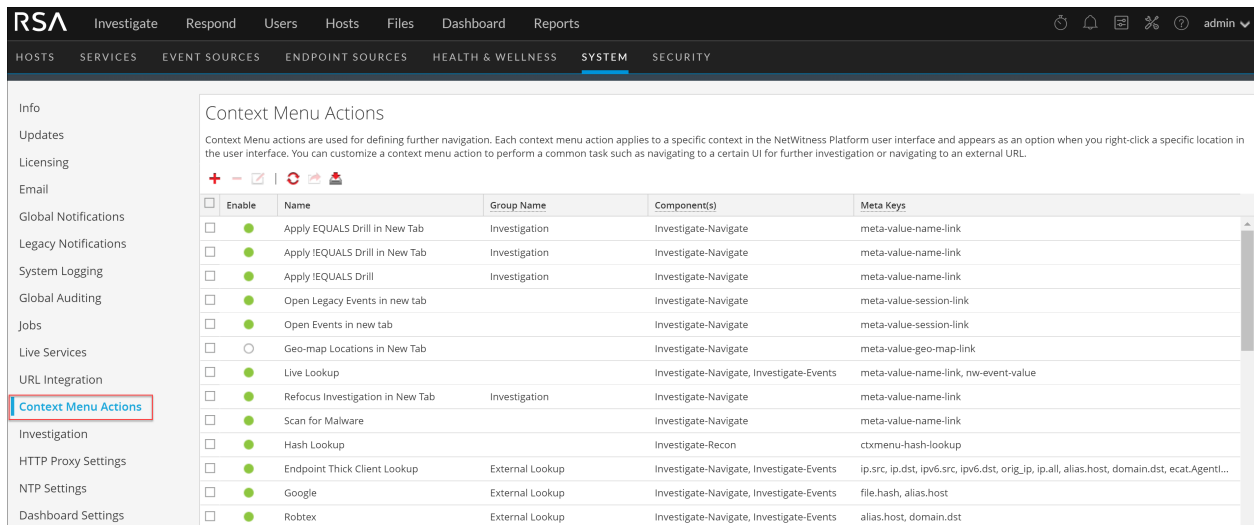 RSA Investigate Respond Users Hosts Files Dashboard Reports admin
HOSTS SERVICES EVENT SOURCES ENDPOINT SOURCES HEALTH & WELLNESS SYSTEM SECURITY
Info
Updates
Licensing
Email
Global Notifications
Legacy Notifications
System Logging
Global Auditing
Jobs
Live Services
URL Integration
Context Menu Actions
Investigation
HTTP Proxy Settings
NTP Settings
Dashboard Settings
Context Menu Actions
Context Menu actions are used for defining further navigation. Each context menu action applies to a specific context in the NetWitness Platform user interface and appears as an option when you right-click a specific location in
the user interface. You can customize a context menu action to perform a common task such as navigating to a certain UI for further investigation or navigating to an external URL.
Enable Name Group Name Component(s) Meta Keys
Apply EQUALS Drill in New Tab Investigation Investigate-Navigate meta-value-name-link
Apply !EQUALS Drill in New Tab Investigation Investigate-Navigate meta-value-name-link
Apply !EQUALS Drill Investigation Investigate-Navigate meta-value-name-link
Open Legacy Events in new tab Investigate-Navigate meta-value-session-link
Open Events in new tab Investigate-Navigate meta-value-session-link
Geo-map Locations in New Tab Investigate-Navigate meta-value-geo-map-link
Live Lookup Investigate-Navigate, Investigate-Events meta-value-name-link, nw-event-value
Refocus Investigation in New Tab Investigation Investigate-Navigate meta-value-name-link
Scan for Malware Investigate-Navigate meta-value-name-link
Hash Lookup Investigate-Recon ctxmenu-hash-lookup
Endpoint Thick Client Lookup External Lookup Investigate-Navigate, Investigate-Events ip.src, ip.dst, ipv6.src, ipv6.dst, orig_ip, ip.all, alias.host, domain.dst, ecat.AgentI...
Google External Lookup Investigate-Navigate, Investigate-Events file.hash, alias.host
Robtex External Lookup Investigate-Navigate, Investigate-Events alias.host, domain.dst